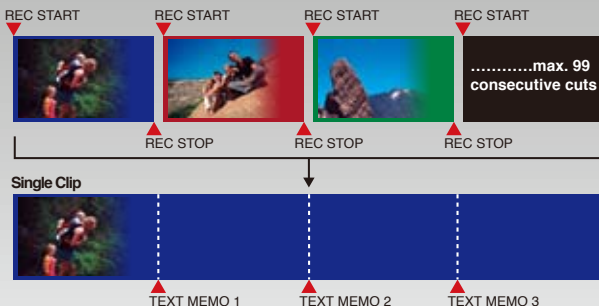 REC START REC START REC START REC START
............max. 99
consecutive cuts
REC STOP REC STOP REC STOP
Single Clip
TEXT MEMO 1 TEXT MEMO 2 TEXT MEMO 3